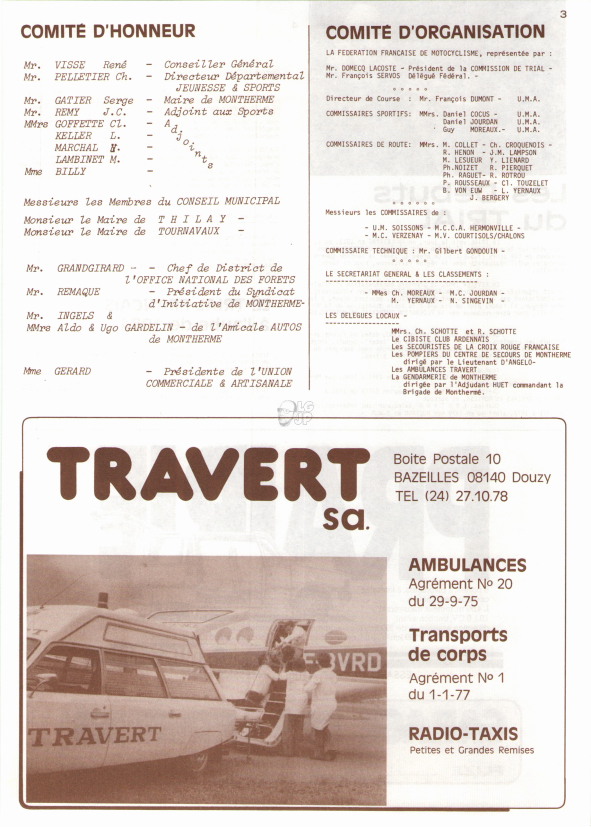 3
COMITÉ D'HONNEUR
Mr. VISSE René - Conseiller Général
Mr. PELLETIER Ch. - Directeur Départemental
JEUNESSE & SPORTS
Mr. GATIER Serge - Maire de MONTHERME
Mr. REMY J.C. - Adjoint aux Sports
MMrs GOFFETTE Cl. - Adjoints
KELLER L. -
MARCHAL H. -
LAMBINET M. -
Mme BILLY -
Messieurs les Membres du CONSEIL MUNICIPAL
Monsieur le Maire de T H I L A Y -
Monsieur le Maire de TOURNAVAUX -
Mr. GRANDGIRARD - - Chef de District de
l'OFFICE NATIONAL DES FORETS
Mr. REMAQUE - Président du Syndicat
d'Initiative de MONTHERME-
Mr. INGELS &
MMrs Aldo & Ugo GARDELIN - de l'Amicale AUTOS
de MONTHERME
Mme GERARD - Présidente de l'UNION
COMMERCIALE & ARTISANALE
COMITÉ D'ORGANISATION
LA FEDERATION FRANCAISE DE MOTOCYCLISME, représentée par :
Mr. DOMECQ LACOSTE - Président de la COMMISSION DE TRIAL -
Mr. François SERVOS Délégué Fédéral. -
* * * * *
Directeur de Course : Mr. François DUMONT - U.M.A.
COMMISSAIRES SPORTIFS: MMrs. Daniel COCUS - U.M.A.
Daniel JOURDAN U.M.A.
Guy MOREAUX.- U.M.A.
COMMISSAIRES DE ROUTE: MMrs. M. COLLET - Ch. CROQUENOIS -
R. HENON - J.M. LAMPSON
M. LESUEUR Y. LIENARD
Ph.NOIZET R. PIERQUET
Ph. RAGUET- R. ROTROU
P. ROUSSEAUX - Cl. TOUZELET
B. VON EUW - L. YERNAUX
J. BERGERY
* * * * * *
Messieurs les COMMISSAIRES de :
- U.M. SOISSONS - M.C.C.A. HERMONVILLE -
- M.C. VERZENAY - M.V. COURTISOLS/CHALONS
COMMISSAIRE TECHNIQUE : Mr. Gilbert GONDOUIN -
* * * * *
LE SECRETARIAT GENERAL & LES CLASSEMENTS :
- MMes Ch. MOREAUX - M.C. JOURDAN -
M. YERNAUX - N. SINGEVIN -
LES DELEGUES LOCAUX -
MMrs. Ch. SCHOTTE et R. SCHOTTE
Le CIBISTE CLUB ARDENNAIS
Les SECOURISTES DE LA CROIX ROUGE FRANCAISE
Les POMPIERS DU CENTRE DE SECOURS DE MONTHERME
dirigé par le Lieutenant D'ANGELO-
Les AMBULANCES TRAVERT
La GENDARMERIE DE MONTHERME
dirigée par l'Adjudant HUET commandant la
Brigade de Monthermé.
LG
UP
TRAVERT
sa.
Boite Postale 10
BAZEILLES 08140 Douzy
TEL (24) 27.10.78
AMBULANCES
Agrément No 20
du 29-9-75
Transports
de corps
Agrément No 1
du 1-1-77
RADIO-TAXIS
Petites et Grandes Remises
TRAVERT
BVRD